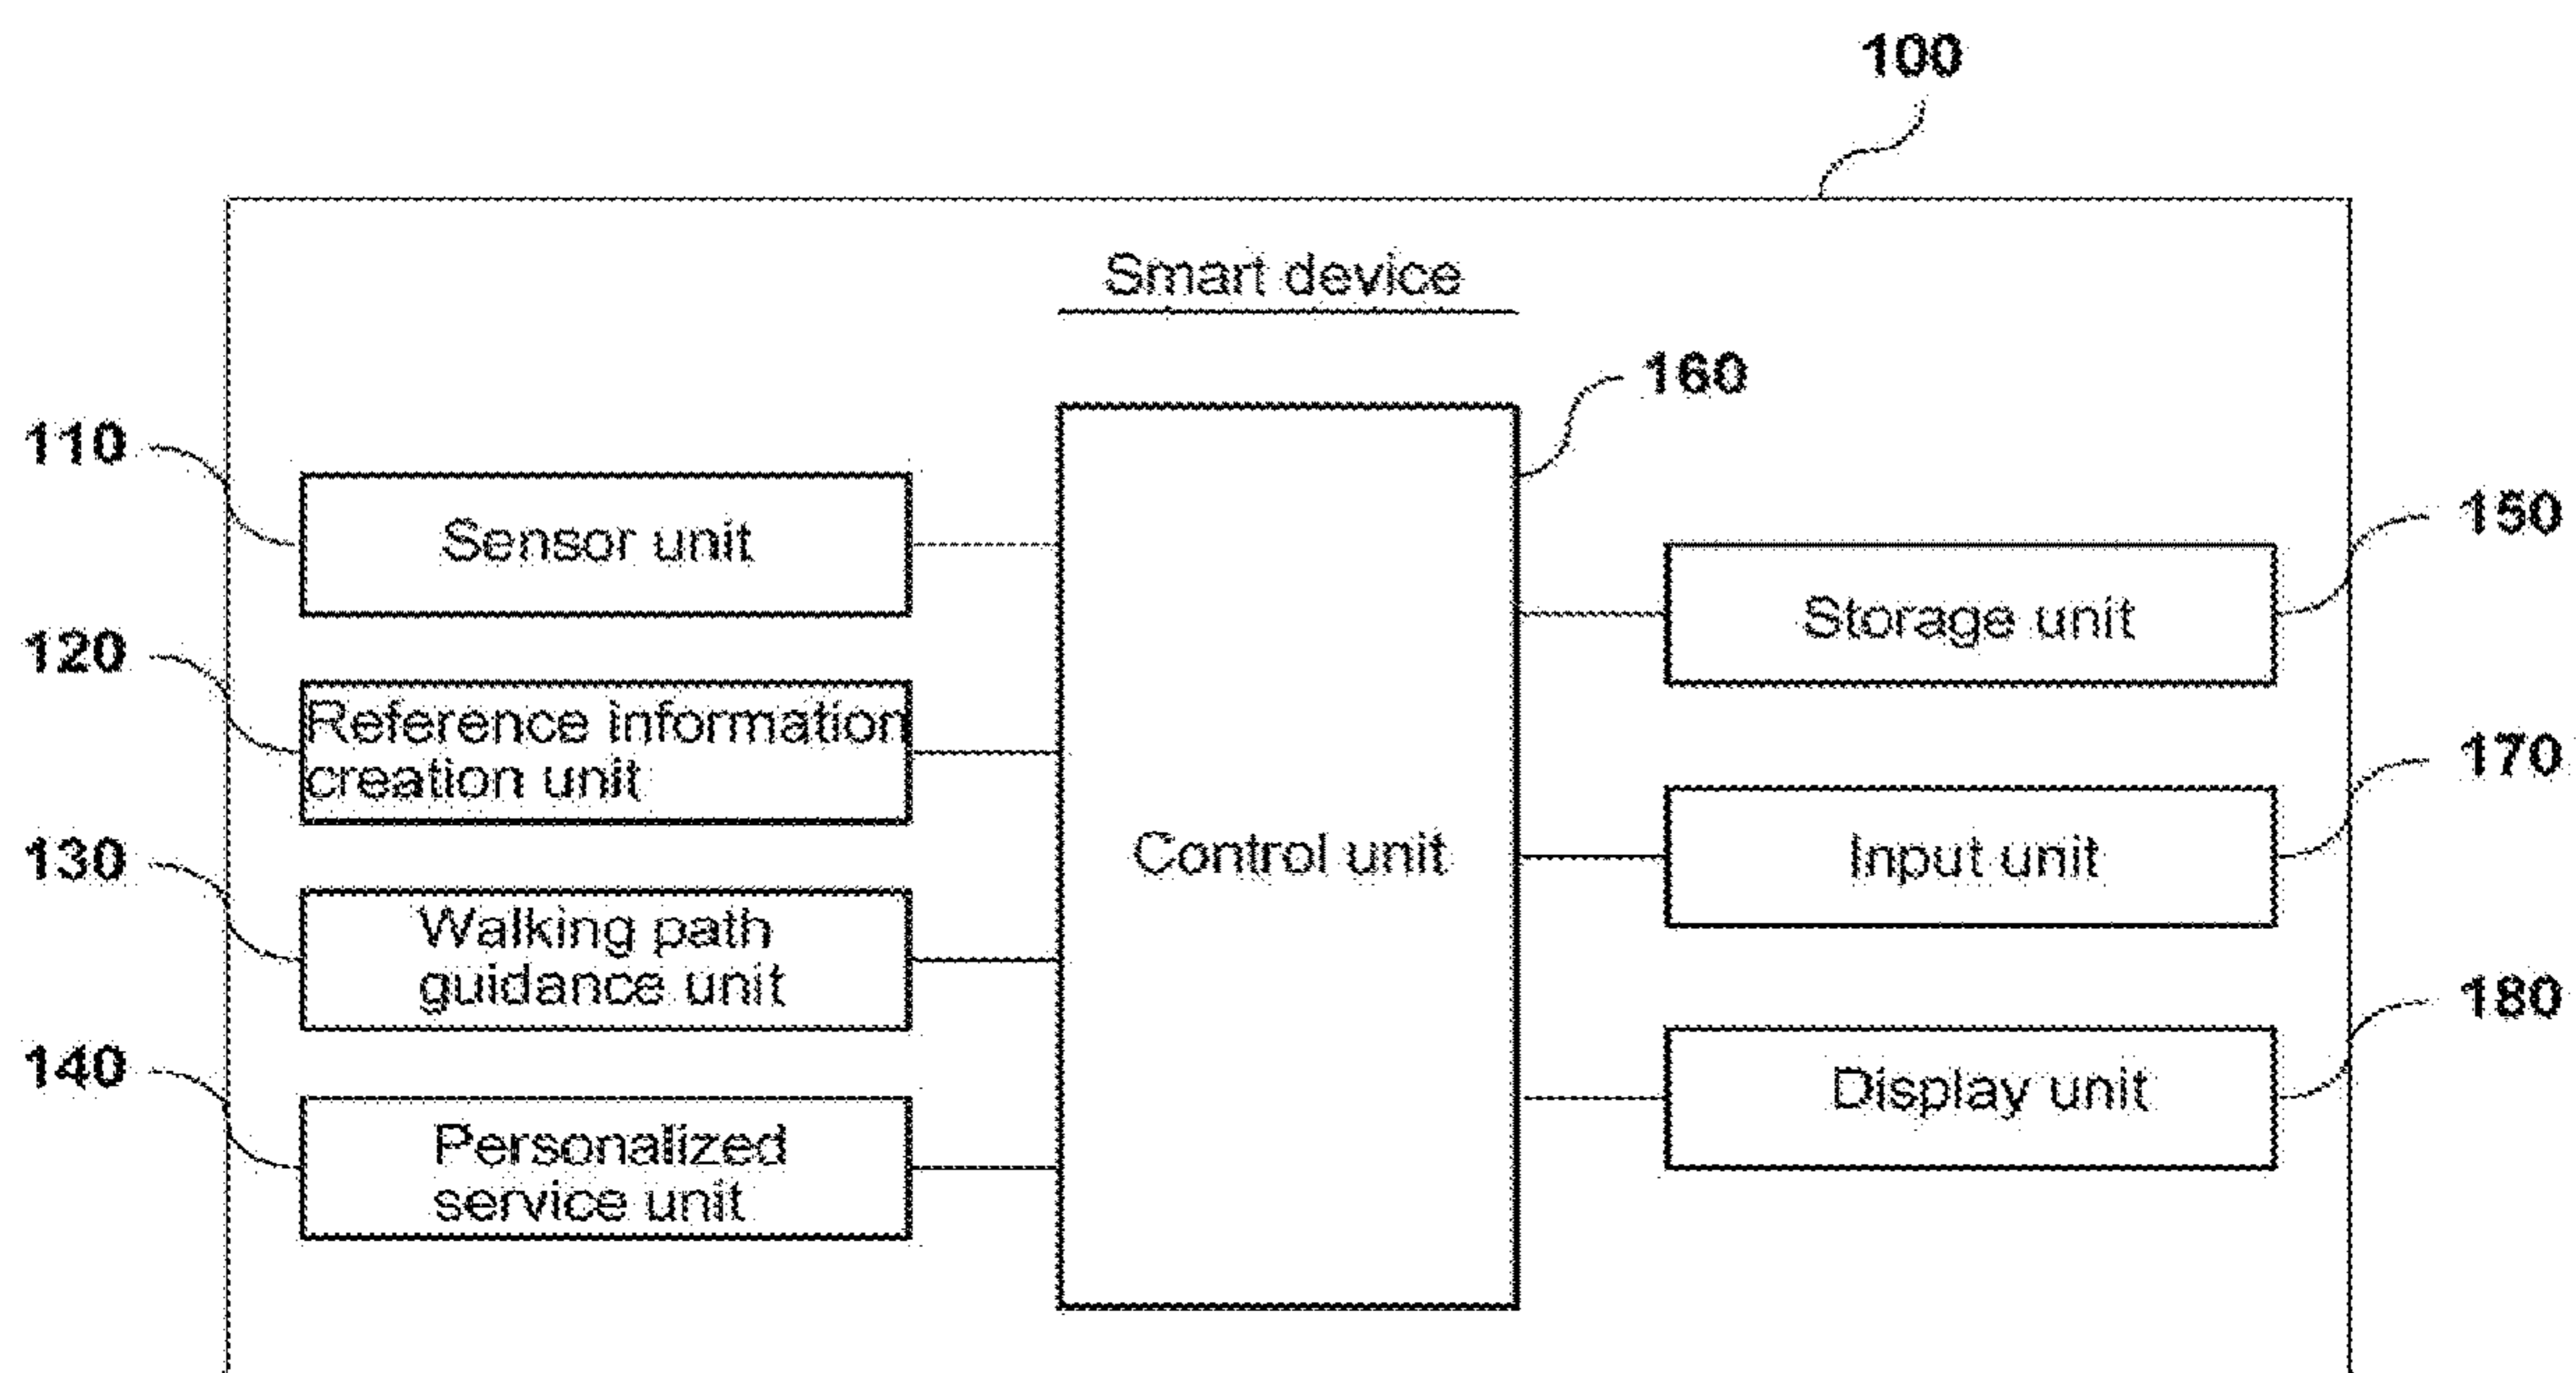 100
Smart device
160
110
Sensor unit
150
Storage unit
120
Reference information
creation unit
170
Input unit
130
Control unit
Walking path
guidance unit
180
Display unit
140
Personalized
service unit